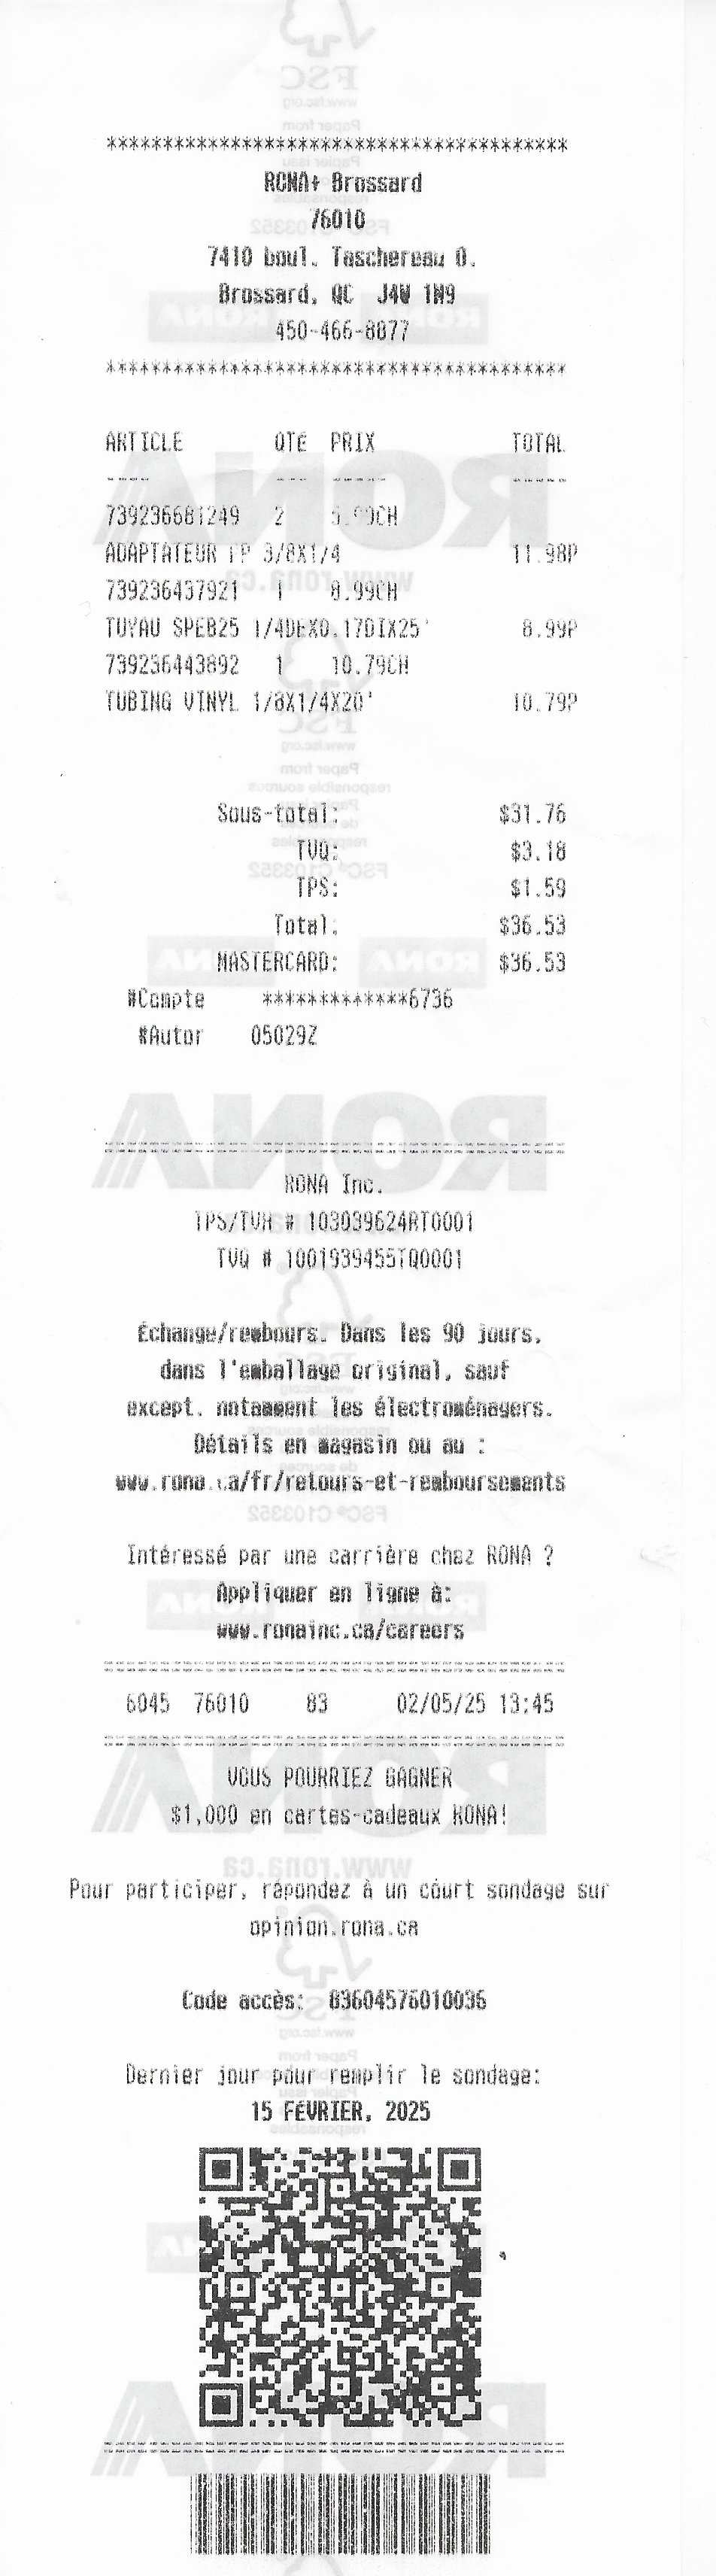 ****************************************
RONA+ Brossard
76010
7410 boul. Taschereau O.
Brossard, QC J4W 1M9
450-466-8077
****************************************
ARTICLE QTÉ PRIX TOTAL
739236681249 2 5.99CH
ADAPTATEUR FP 3/8X1/4 11.98P
739236437921 1 8.99CH
TUYAU SPEB25 1/4DEX0.17DIX25' 8.99P
739236443892 1 10.79CH
TUBING VINYL 1/8X1/4X20' 10.79P
Sous-total: $31.76
TVQ: $3.18
TPS: $1.59
Total: $36.53
MASTERCARD: $36.53
#Compte ************6736
#Autor 05029Z
RONA Inc.
TPS/TVH # 103039624RT0001
TVQ # 1001939455TQ0001
Échange/rembours. Dans les 90 jours,
dans l'emballage original, sauf
except. notamment les électroménagers.
Détails en magasin ou au :
www.rona.ca/fr/retours-et-remboursements
Intéressé par une carrière chez RONA ?
Appliquer en ligne à:
www.ronainc.ca/careers
6045 76010 83 02/05/25 13:45
VOUS POURRIEZ GAGNER
$1,000 en cartes-cadeaux RONA!
Pour participer, répondez à un court sondage sur
opinion.rona.ca
Code accès: 83604576010036
Dernier jour pour remplir le sondage:
15 FÉVRIER, 2025